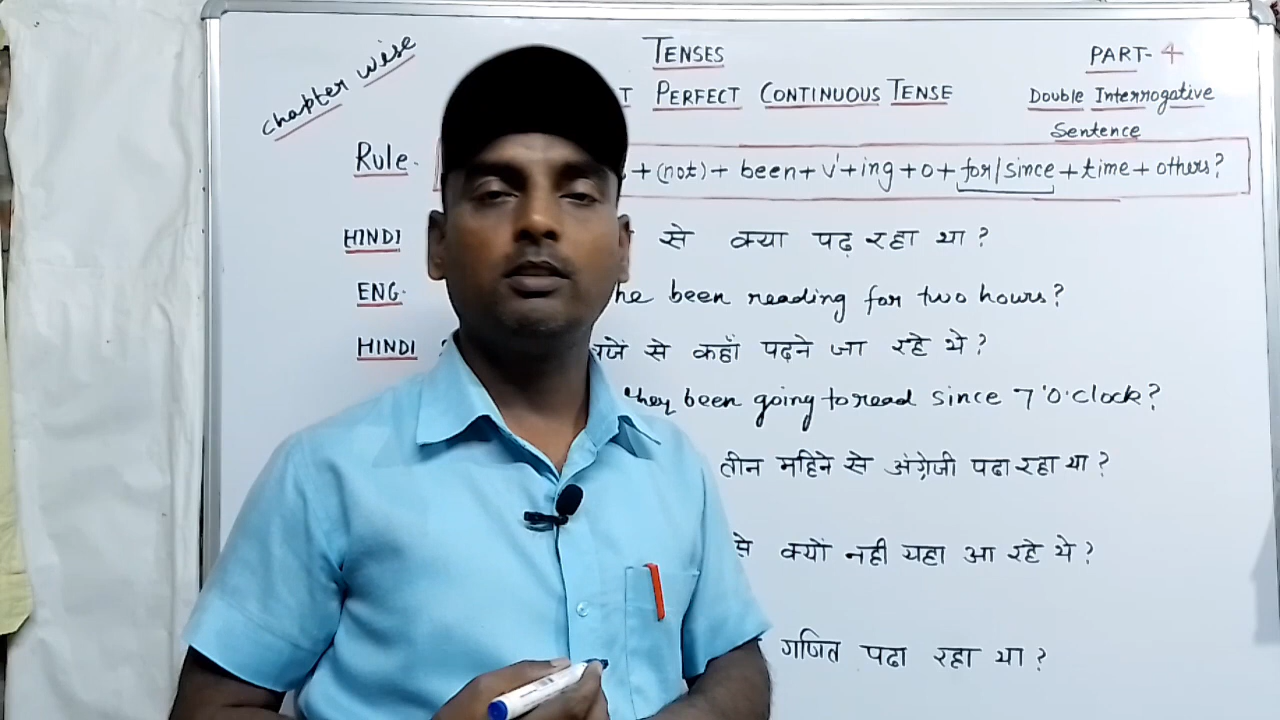 chapter wise
TENSES
PART-4
T PERFECT CONTINUOUS TENSE
DOUBLE Interrogative
Sentence
Rule- + (not) + been + v' + ing + o + for/since + time + others?
HINDI से क्या पढ़ रहा था ?
ENG- he been reading for two hours?
HINDI बजें से कहाँ पढ़ने जा रहे थे ?
they been going to read since 7'O'clock?
तीन महिने से अंग्रेजी पढा रहा था ?
से क्यों नही यहा आ रहे थे ?
गणित पढा रहा था ?